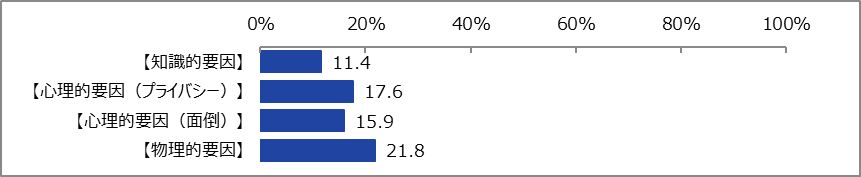 0% 20% 40% 60% 80% 100%
【知識的要因】 11.4
【心理的要因（プライバシー）】 17.6
【心理的要因（面倒）】 15.9
【物理的要因】 21.8